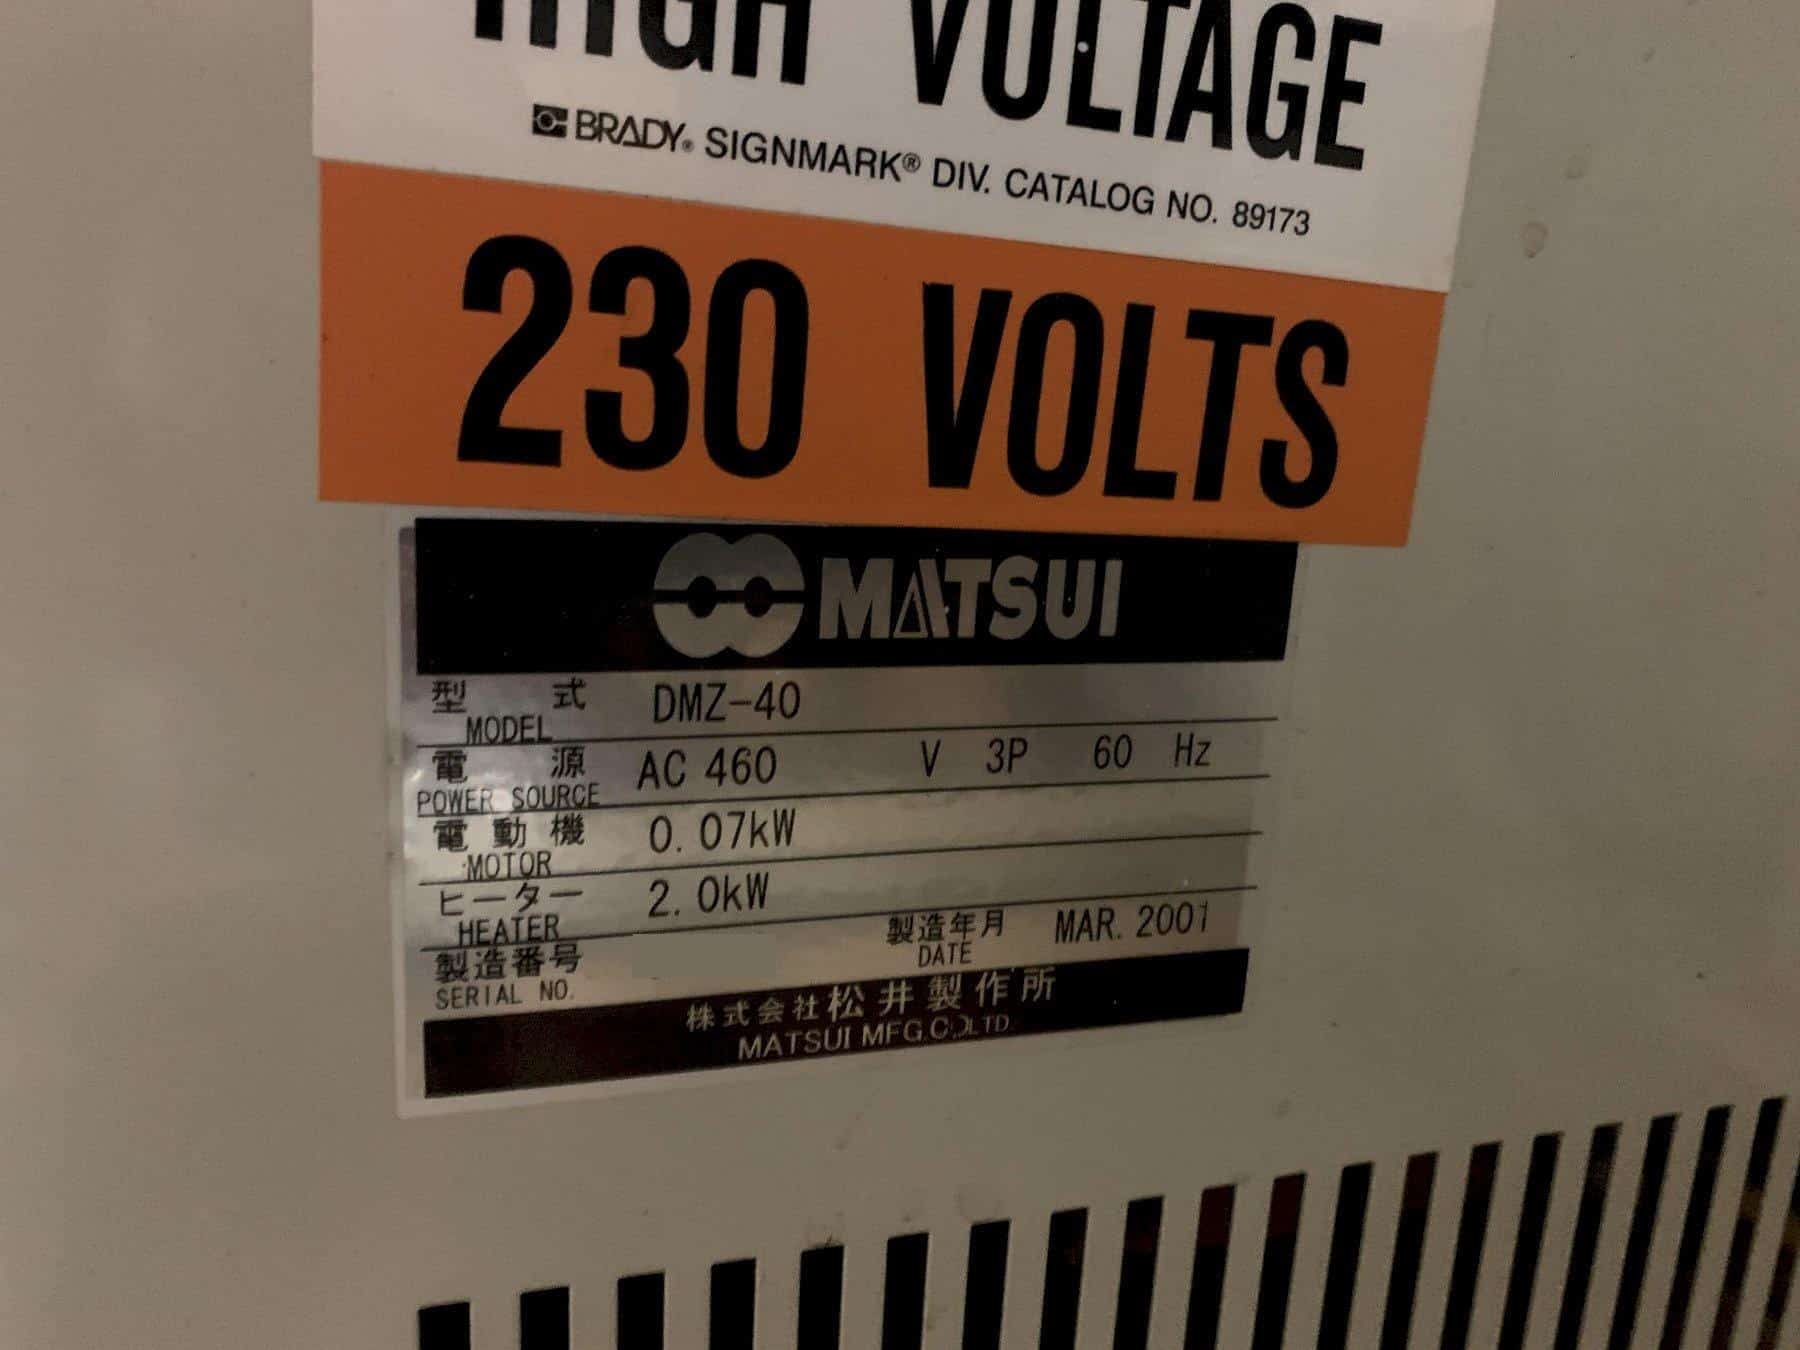 HIGH VOLTAGE
BRADY® SIGNMARK® DIV. CATALOG NO. 89173
230 VOLTS
MATSUI
型 式 DMZ-40
MODEL
電 源 AC 460 V 3P 60 Hz
POWER SOURCE
電動機 0.07kW
MOTOR
ヒーター 2.0kW
HEATER
製造番号 製造年月 MAR. 2001
SERIAL NO. DATE
株式会社松井製作所
MATSUI MFG.CO.,LTD.